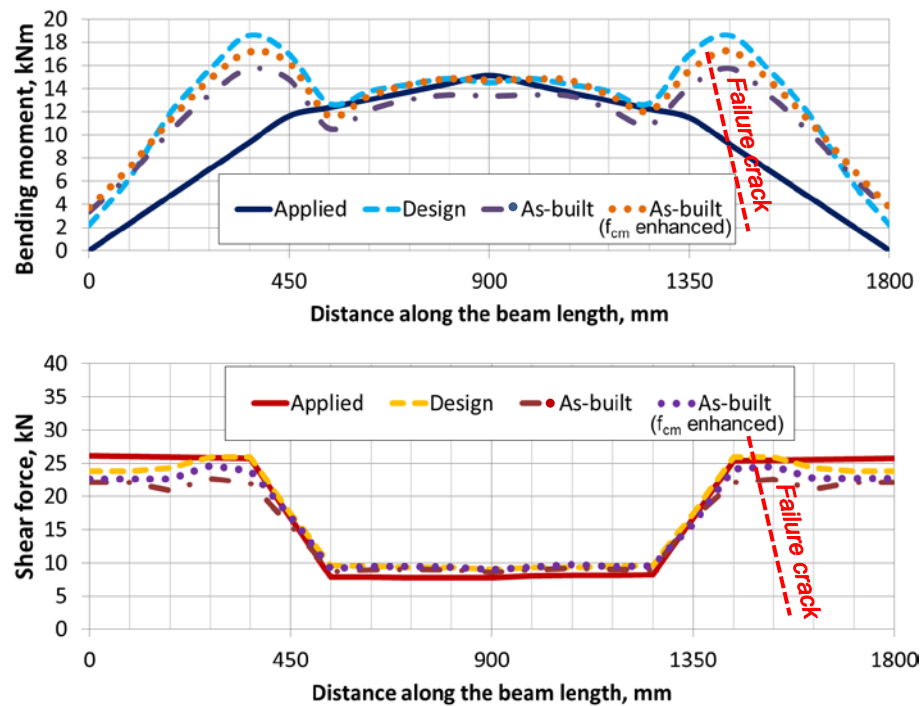 20
18
16
14
12
10
8
6
4
2
0
Bending moment, kNm
Applied Design As-built As-built
(fcm enhanced)
Failure crack
0 450 900 1350 1800
Distance along the beam length, mm
40
35
30
25
20
15
10
5
0
Shear force, kN
Applied Design As-built As-built
(fcm enhanced)
Failure crack
0 450 900 1350 1800
Distance along the beam length, mm